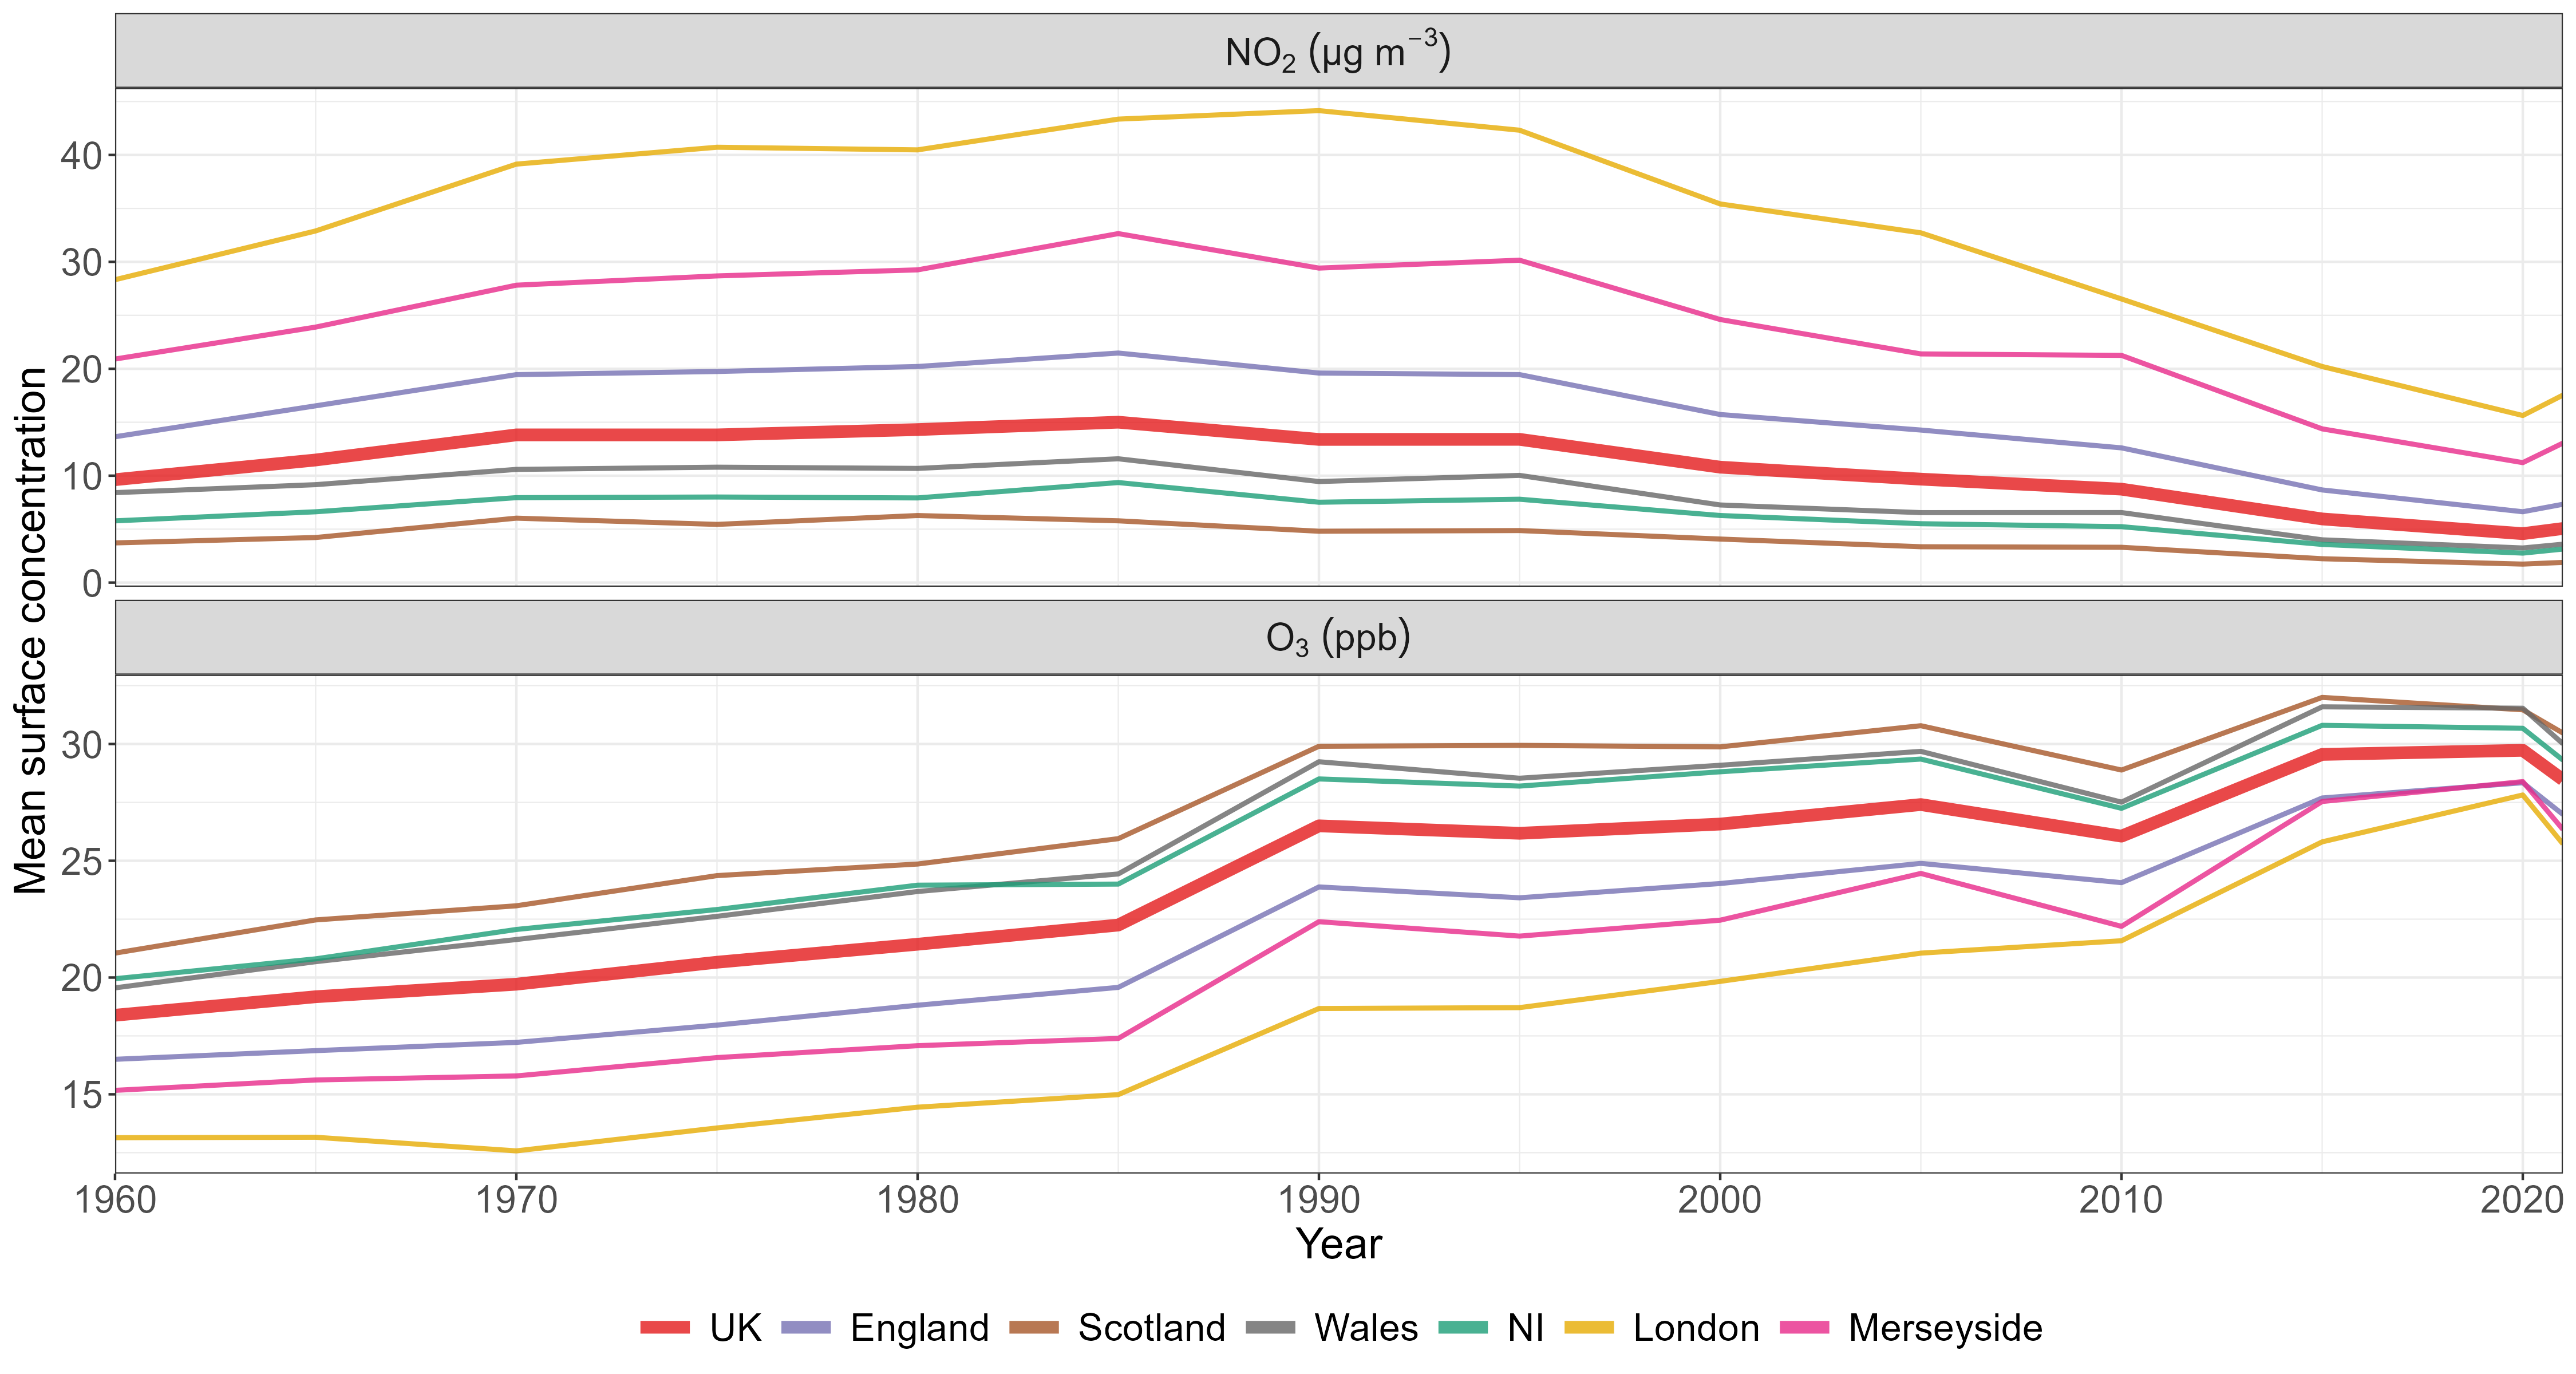 NO₂ (µg m⁻³)
40
30
20
10
0
Mean surface concentration
O₃ (ppb)
30
25
20
15
1960 1970 1980 1990 2000 2010 2020
Year
UK England Scotland Wales NI London Merseyside